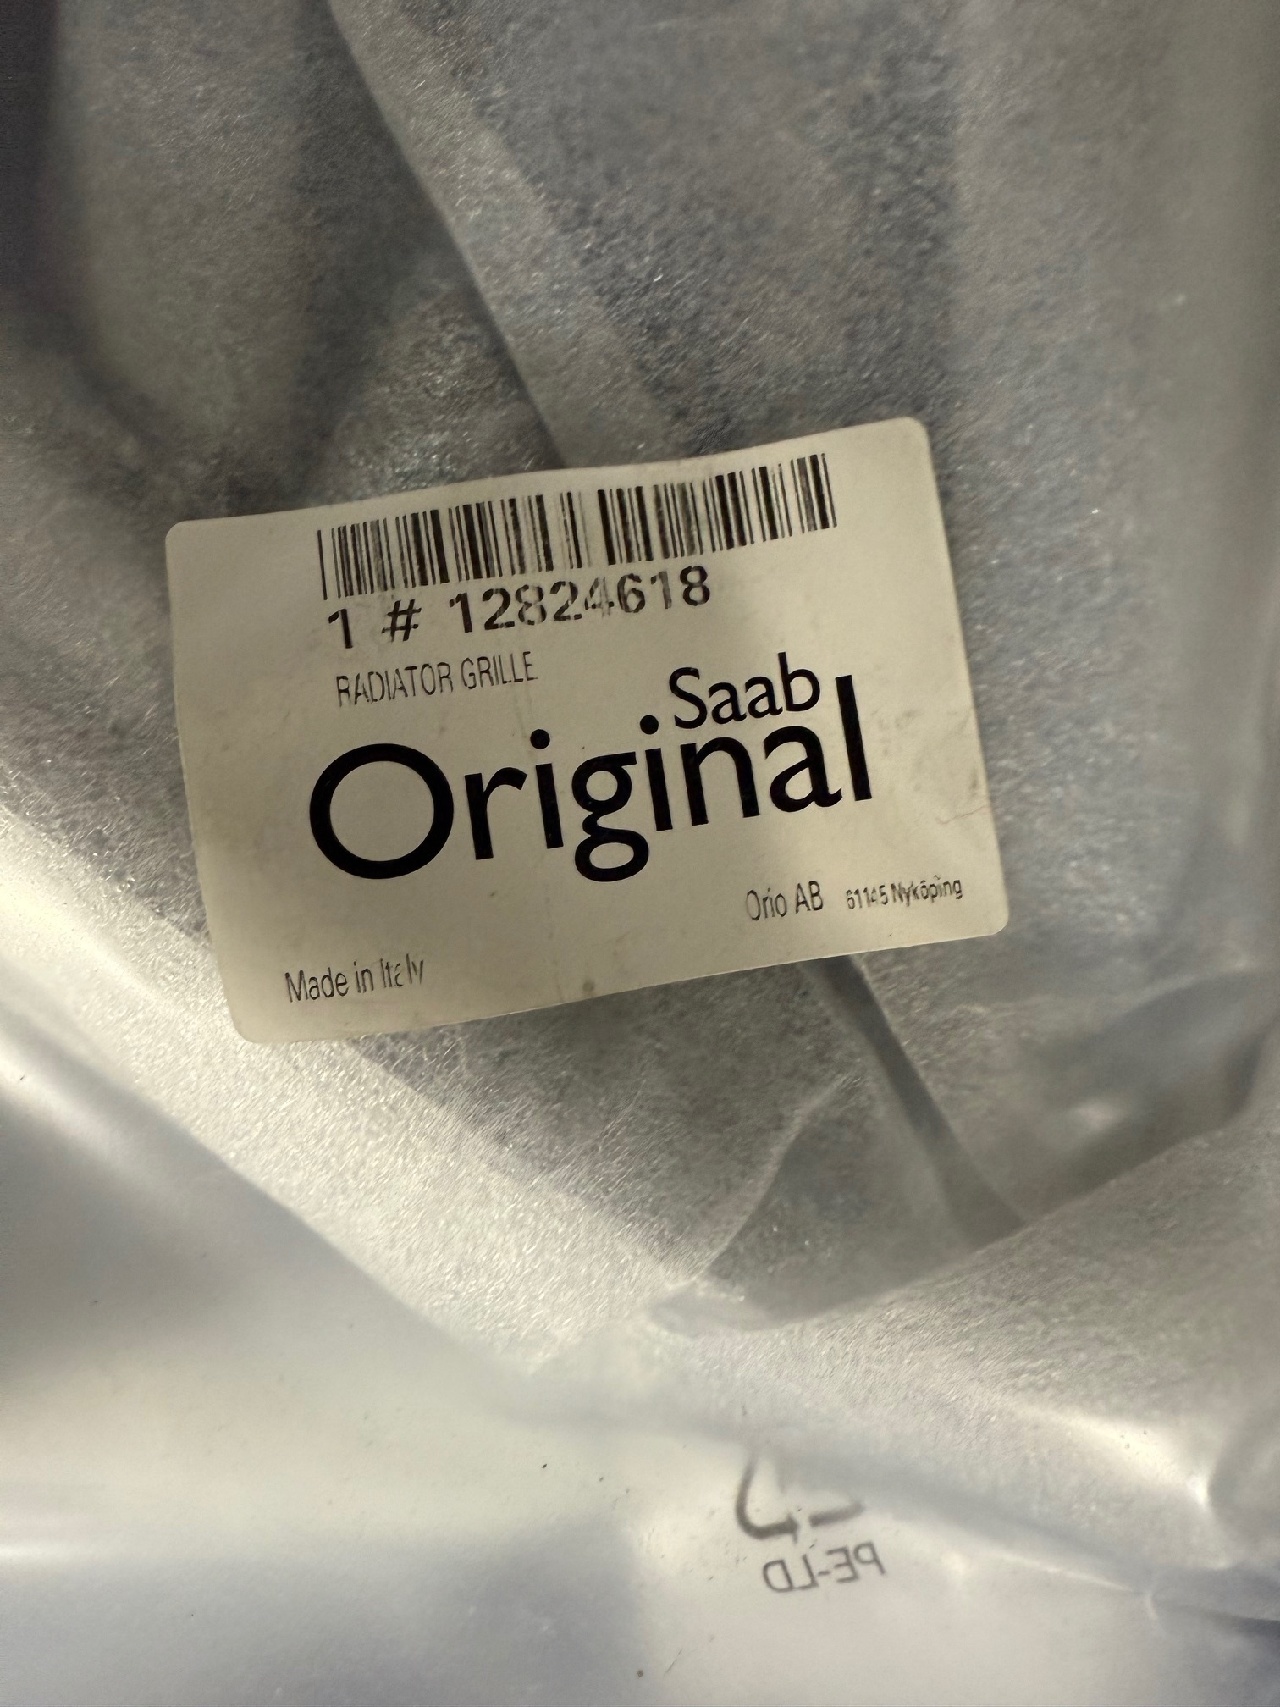 1 # 12824618
RADIATOR GRILLE
Saab
Original
Orio AB 61145 Nyköping
Made in Italy
PE-LD